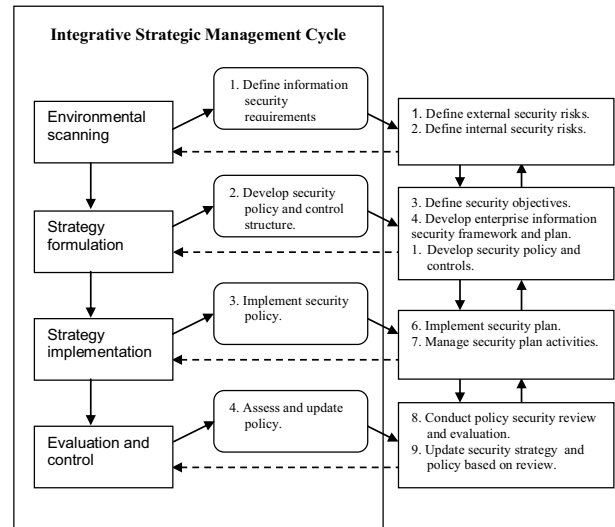 Integrative Strategic Management Cycle
Environmental
scanning
1. Define information
security
requirements
1. Define external security risks.
2. Define internal security risks.
Strategy
formulation
2. Develop security
policy and control
structure.
3. Define security objectives.
4. Develop enterprise information
security framework and plan.
1. Develop security policy and
controls.
Strategy
implementation
3. Implement security
policy.
6. Implement security plan.
7. Manage security plan activities.
Evaluation and
control
4. Assess and update
policy.
8. Conduct policy security review
and evaluation.
9. Update security strategy and
policy based on review.